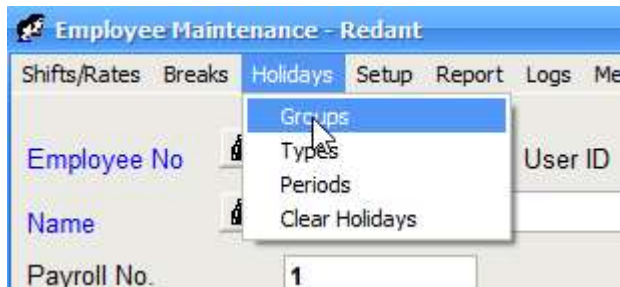 Employee Maintenance - Redant
Shifts/Rates Breaks Holidays Setup Report Logs
Groups
Types
Periods
Clear Holidays
Employee No User ID
Name
Payroll No. 1